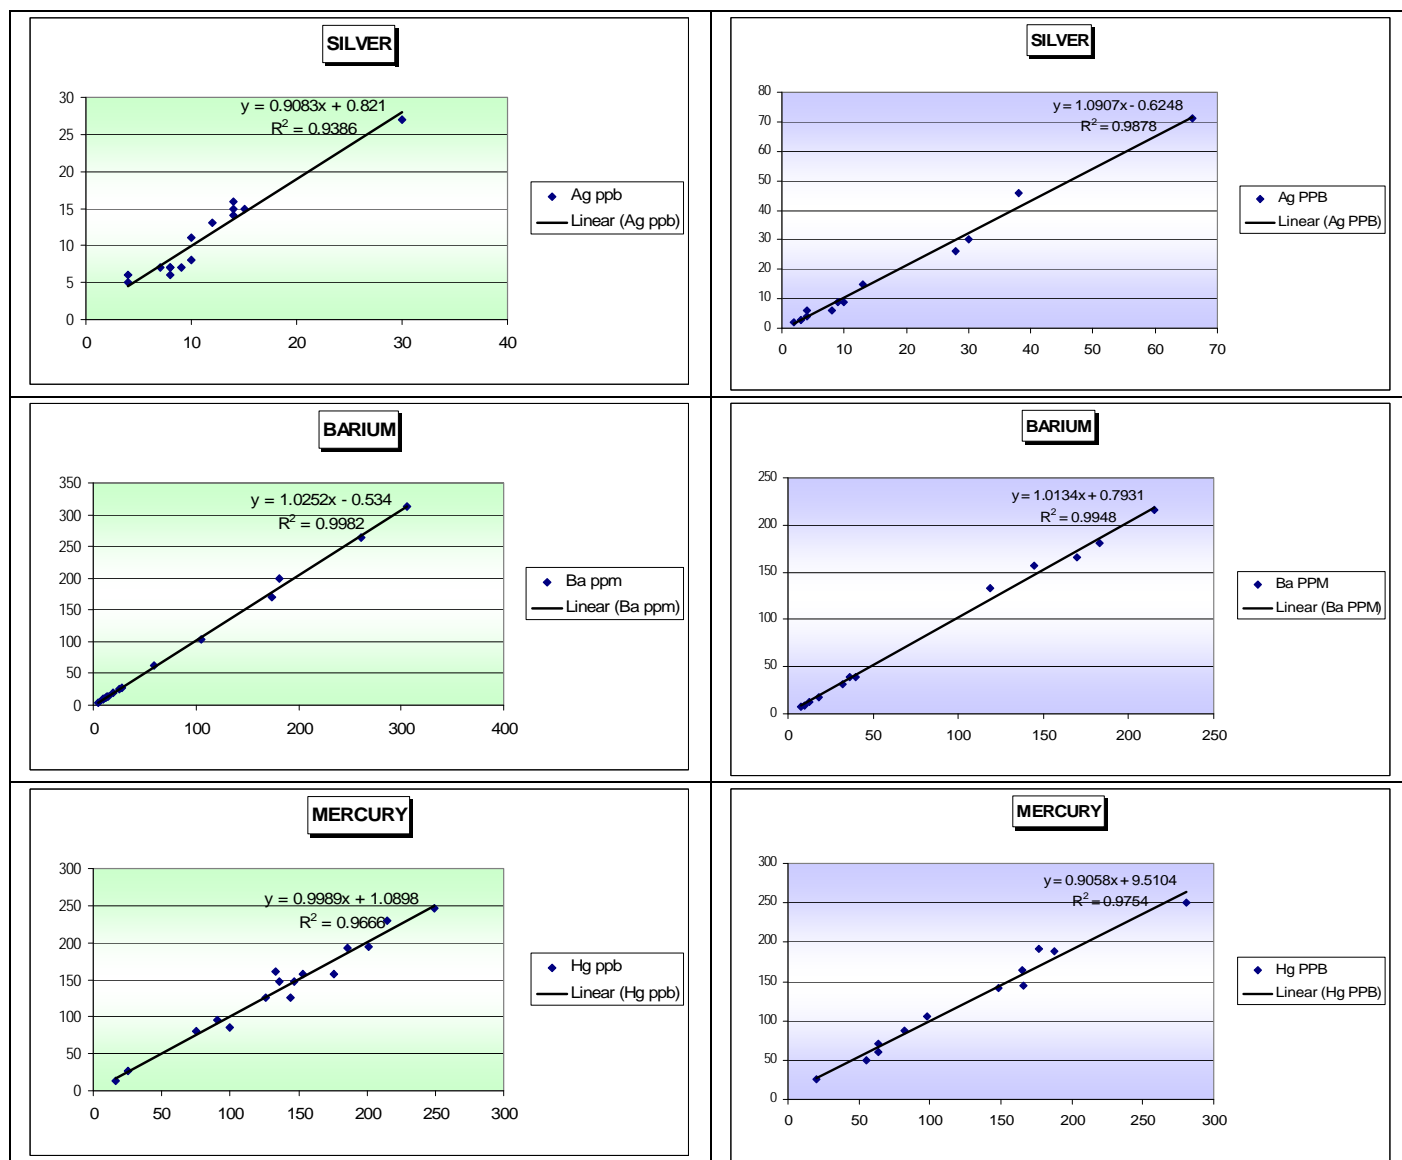 SILVER
y = 0.9083x + 0.821
R² = 0.9386
30
25
20
15
10
5
0
0 10 20 30 40
Ag ppb
Linear (Ag ppb)
SILVER
y = 1.0907x - 0.6248
R² = 0.9878
80
70
60
50
40
30
20
10
0
0 10 20 30 40 50 60 70
Ag PPB
Linear (Ag PPB)
BARIUM
y = 1.0252x - 0.534
R² = 0.9982
350
300
250
200
150
100
50
0
0 100 200 300 400
Ba ppm
Linear (Ba ppm)
BARIUM
y = 1.0134x + 0.7931
R² = 0.9948
250
200
150
100
50
0
0 50 100 150 200 250
Ba PPM
Linear (Ba PPM)
MERCURY
y = 0.9989x + 1.0898
R² = 0.9666
300
250
200
150
100
50
0
0 50 100 150 200 250 300
Hg ppb
Linear (Hg ppb)
MERCURY
y = 0.9058x + 9.5104
R² = 0.9754
300
250
200
150
100
50
0
0 50 100 150 200 250 300
Hg PPB
Linear (Hg PPB)